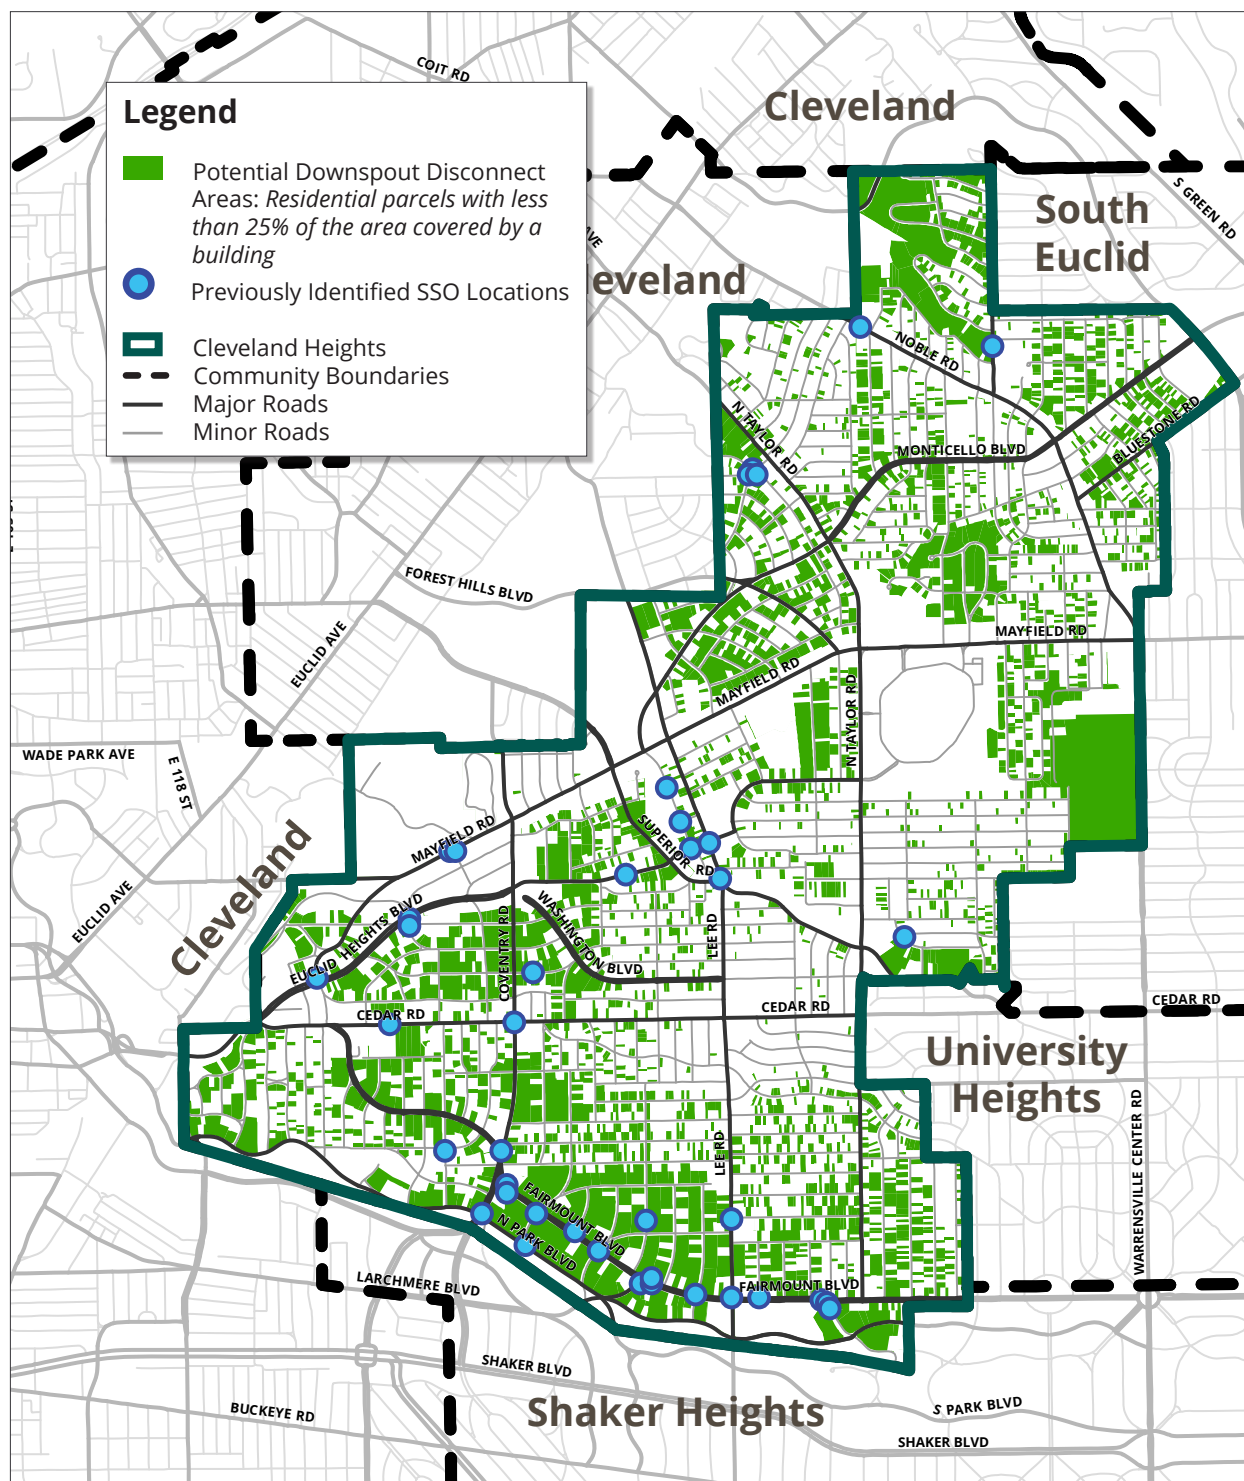 COIT RD
Legend
Potential Downspout Disconnect
Areas: Residential parcels with less
than 25% of the area covered by a
building
Previously Identified SSO Locations
Cleveland Heights
Community Boundaries
Major Roads
Minor Roads
Cleveland
South
Euclid
S GREEN RD
AVE
eveland
NOBLE RD
N TAYLOR RD
MONTICELLO BLVD
BLUESTONE RD
FOREST HILLS BLVD
EUCLID AVE
MAYFIELD RD
MAYFIELD RD
N TAYLOR RD
WADE PARK AVE
E 118 ST
MAYFIELD RD
SUPERIOR RD
Cleveland
EUCLID AVE
EUCLID HEIGHTS BLVD
COVENTRY RD
WASHINGTON BLVD
LEE RD
CEDAR RD
CEDAR RD
CEDAR RD
University
Heights
WARRENSVILLE CENTER RD
LEE RD
FAIRMOUNT BLVD
N PARK BLVD
LARCHMERE BLVD
FAIRMOUNT BLVD
SHAKER BLVD
Shaker Heights
BUCKEYE RD
S PARK BLVD
SHAKER BLVD